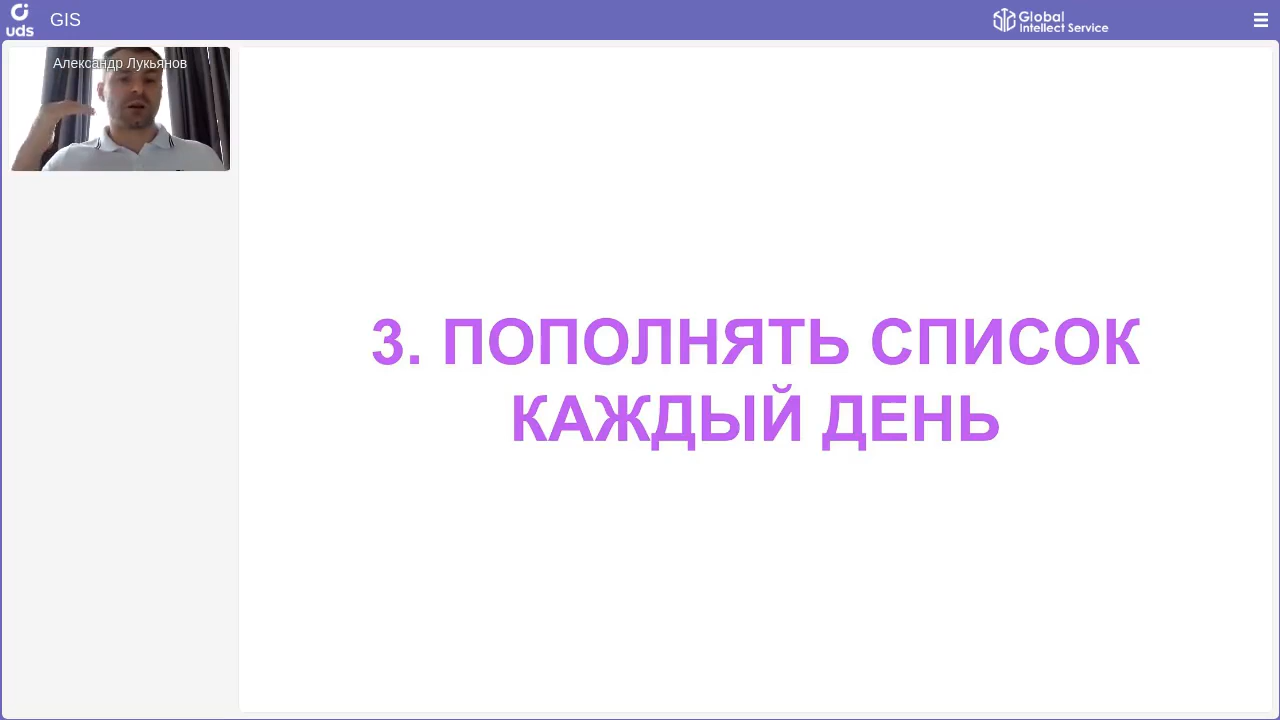 uds
GIS
Global
Intellect Service
Александр Лукьянов
3. ПОПОЛНЯТЬ СПИСОК
КАЖДЫЙ ДЕНЬ